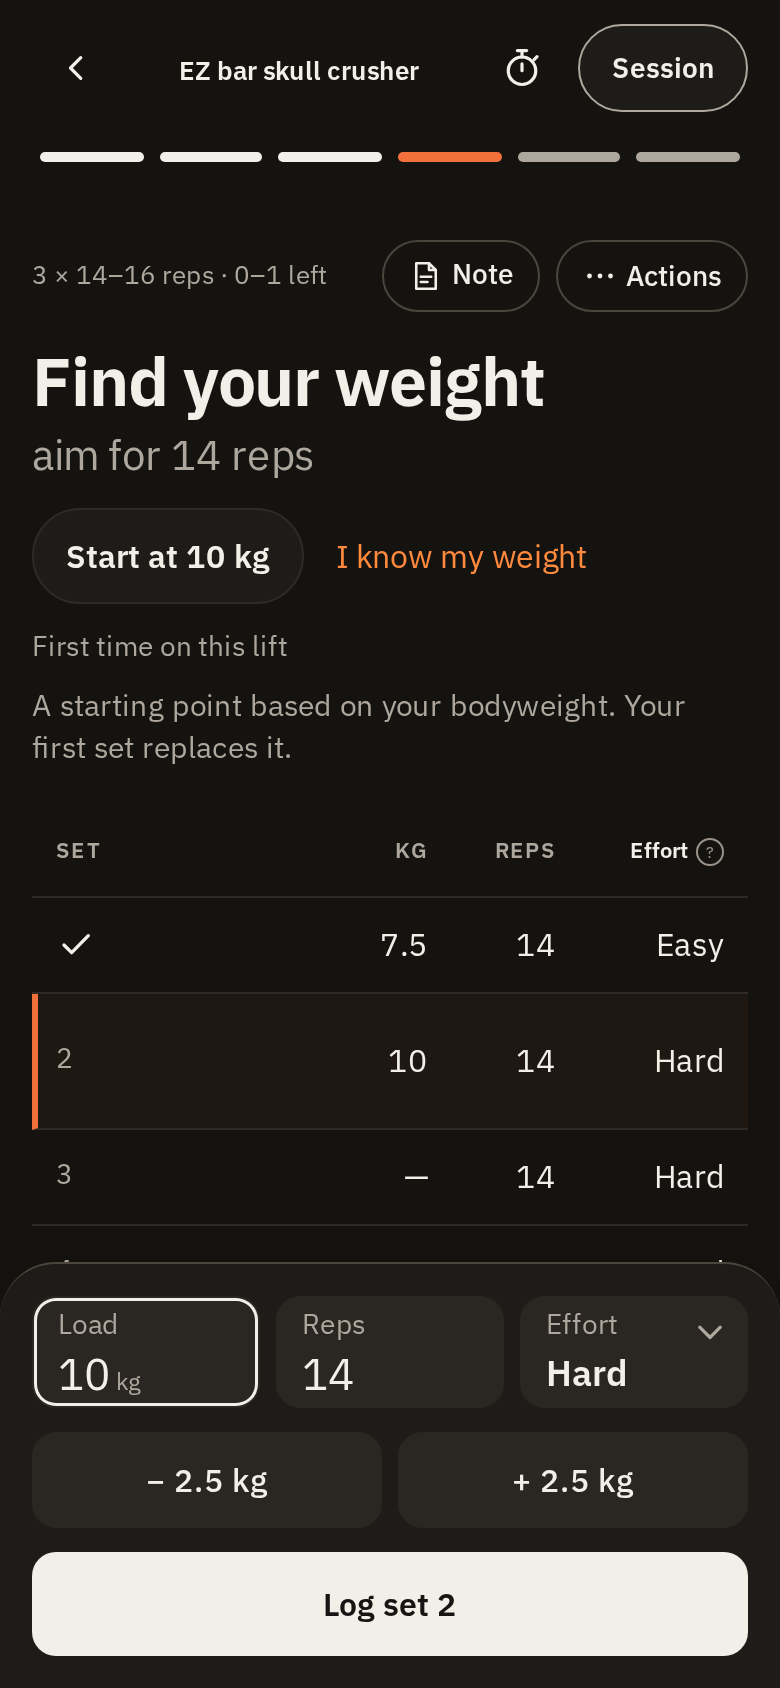 EZ bar skull crusher
Session
3 × 14–16 reps · 0–1 left
Note
Actions
Find your weight
aim for 14 reps
Start at 10 kg
I know my weight
First time on this lift
A starting point based on your bodyweight. Your
first set replaces it.
SET KG REPS Effort ?
7.5 14 Easy
2 10 14 Hard
3 — 14 Hard
Load Reps Effort
10 kg 14 Hard
– 2.5 kg + 2.5 kg
Log set 2